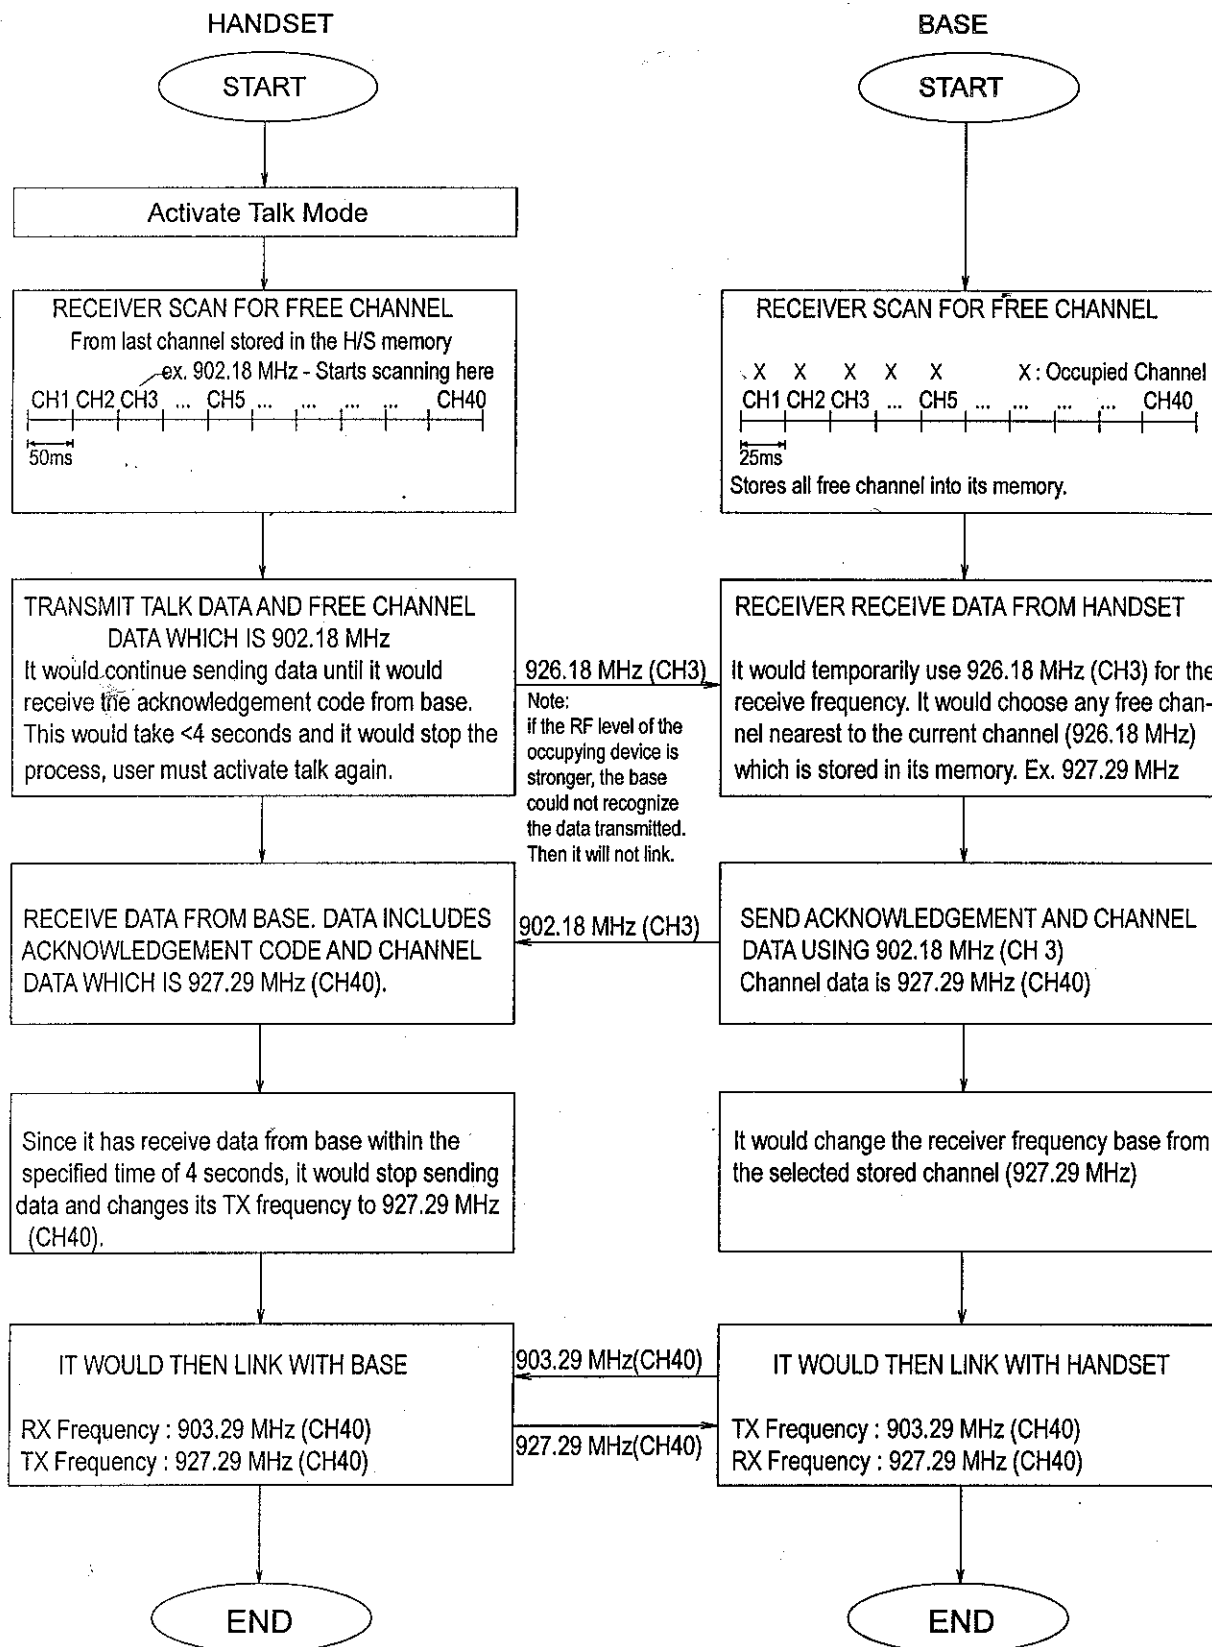 HANDSET
START
Activate Talk Mode
RECEIVER SCAN FOR FREE CHANNEL
From last channel stored in the H/S memory
ex. 902.18 MHz - Starts scanning here
CH1 CH2 CH3 ... CH5 ... ... ... ... CH40
50ms
TRANSMIT TALK DATA AND FREE CHANNEL
DATA WHICH IS 902.18 MHz
It would continue sending data until it would
receive the acknowledgement code from base.
This would take <4 seconds and it would stop the
process, user must activate talk again.
926.18 MHz (CH3)
Note:
if the RF level of the
occupying device is
stronger, the base
could not recognize
the data transmitted.
Then it will not link.
RECEIVE DATA FROM BASE. DATA INCLUDES
ACKNOWLEDGEMENT CODE AND CHANNEL
DATA WHICH IS 927.29 MHz (CH40).
902.18 MHz (CH3)
Since it has receive data from base within the
specified time of 4 seconds, it would stop sending
data and changes its TX frequency to 927.29 MHz
(CH40).
IT WOULD THEN LINK WITH BASE
RX Frequency : 903.29 MHz (CH40)
TX Frequency : 927.29 MHz (CH40)
903.29 MHz(CH40)
927.29 MHz(CH40)
END
BASE
START
RECEIVER SCAN FOR FREE CHANNEL
X X X X X X : Occupied Channel
CH1 CH2 CH3 ... CH5 ... ... ... ... CH40
25ms
Stores all free channel into its memory.
RECEIVER RECEIVE DATA FROM HANDSET
It would temporarily use 926.18 MHz (CH3) for the
receive frequency. It would choose any free chan-
nel nearest to the current channel (926.18 MHz)
which is stored in its memory. Ex. 927.29 MHz
SEND ACKNOWLEDGEMENT AND CHANNEL
DATA USING 902.18 MHz (CH 3)
Channel data is 927.29 MHz (CH40)
It would change the receiver frequency base from
the selected stored channel (927.29 MHz)
IT WOULD THEN LINK WITH HANDSET
TX Frequency : 903.29 MHz (CH40)
RX Frequency : 927.29 MHz (CH40)
END